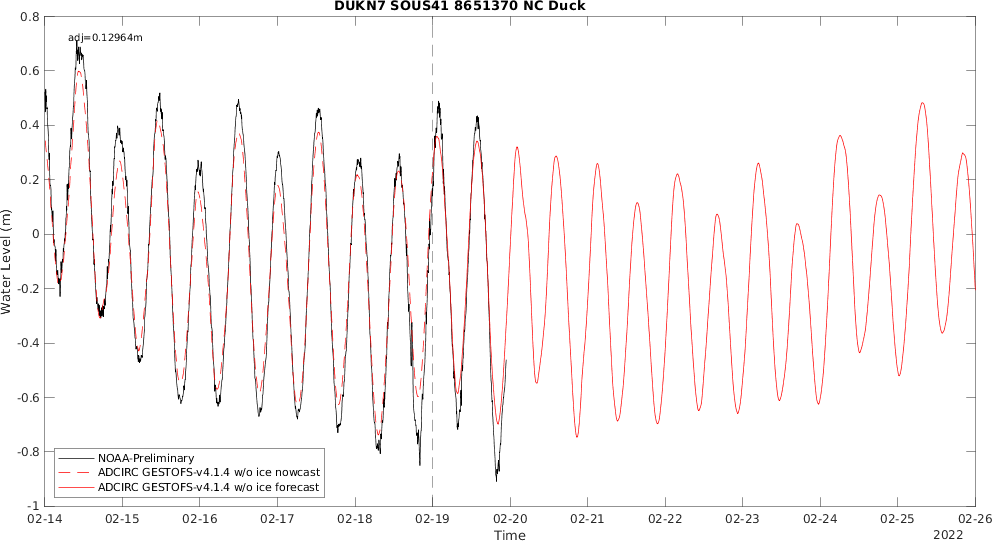 DUKN7 SOUS41 8651370 NC Duck
adj=0.12964m
0.8
0.6
0.4
0.2
0
-0.2
-0.4
-0.6
-0.8
-1
Water Level (m)
NOAA-Preliminary
ADCIRC GESTOFS-v4.1.4 w/o ice nowcast
ADCIRC GESTOFS-v4.1.4 w/o ice forecast
02-14 02-15 02-16 02-17 02-18 02-19 02-20 02-21 02-22 02-23 02-24 02-25 02-26
Time
2022